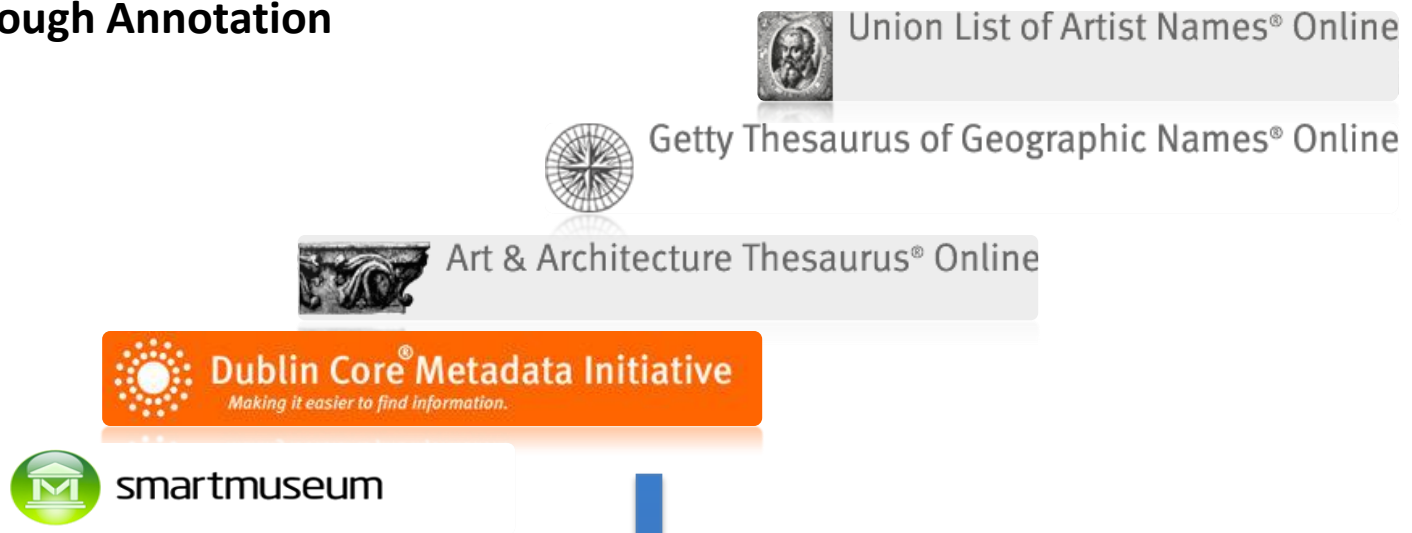 ough Annotation
Union List of Artist Names® Online
Getty Thesaurus of Geographic Names® Online
Art & Architecture Thesaurus® Online
Dublin Core® Metadata Initiative
Making it easier to find information.
smartmuseum